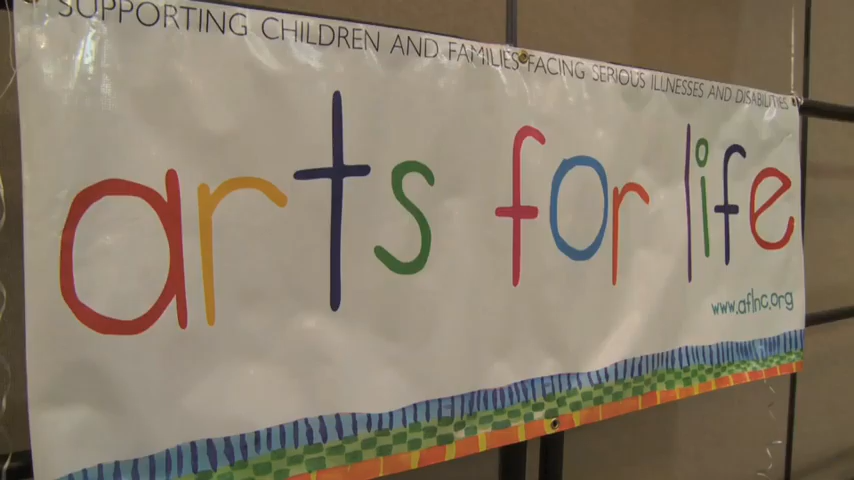 SUPPORTING CHILDREN AND FAMILIES FACING SERIOUS ILLNESSES AND DISABILITIES
arts for life
www.aflnc.org